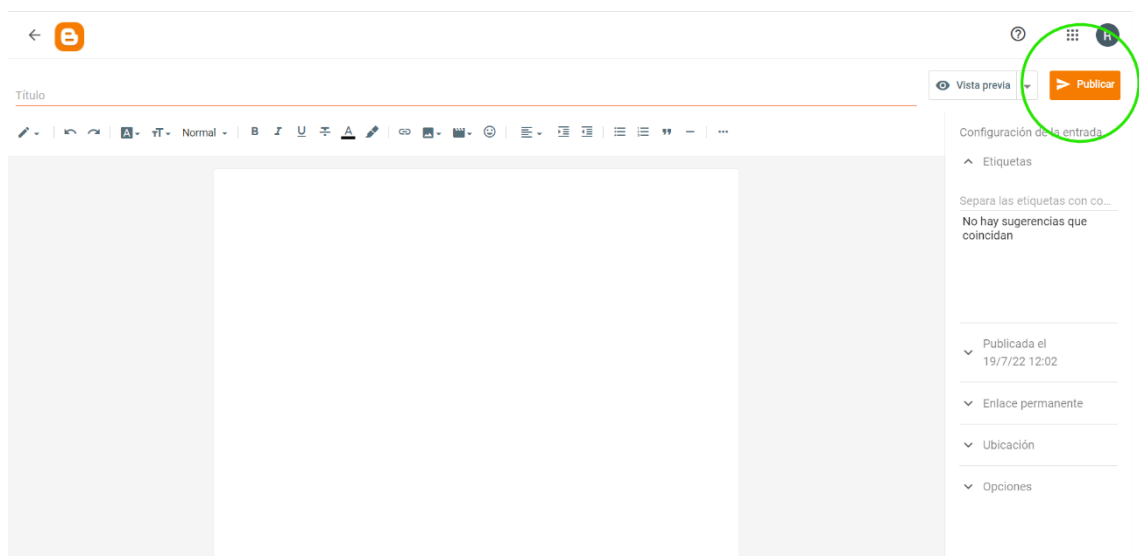 Título
Vista previa
Publicar
Normal
B I U A
Configuración de la entrada
Etiquetas
Separa las etiquetas con co...
No hay sugerencias que
coincidan
Publicada el
19/7/22 12:02
Enlace permanente
Ubicación
Opciones